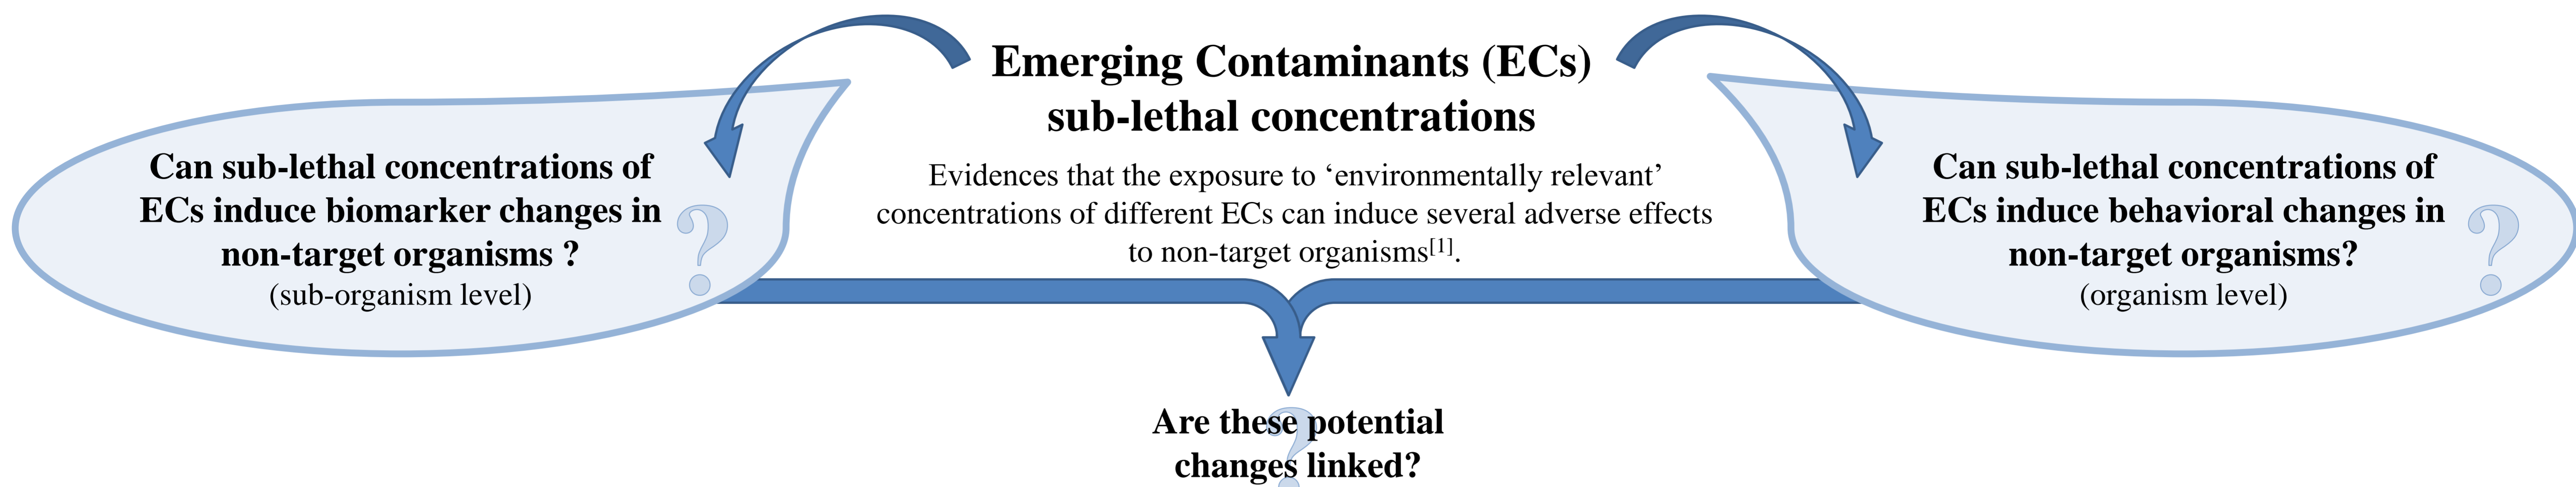 Emerging Contaminants (ECs)
sub-lethal concentrations
Evidences that the exposure to ‘environmentally relevant’
concentrations of different ECs can induce several adverse effects
to non-target organisms[1].
Can sub-lethal concentrations of
ECs induce biomarker changes in
non-target organisms ?
(sub-organism level)
?
Can sub-lethal concentrations of
ECs induce behavioral changes in
non-target organisms?
(organism level)
?
Are these potential
changes linked?
?